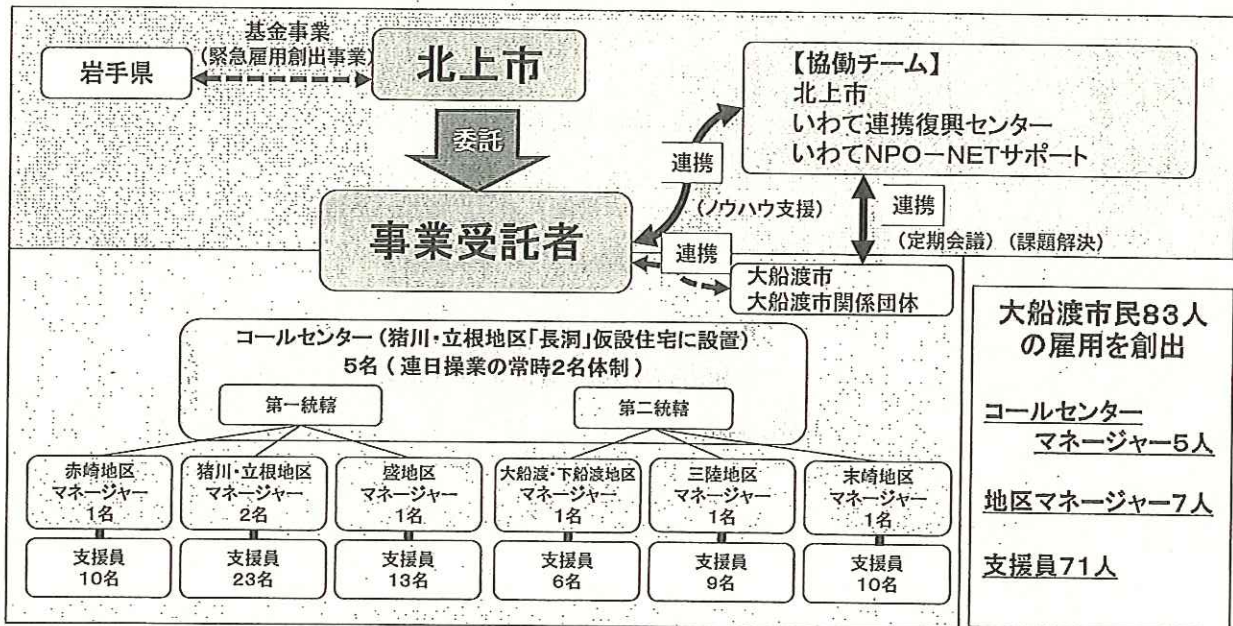 基金事業
(緊急雇用創出事業)
岩手県
北上市
委託
事業受託者
【協働チーム】
北上市
いわて連携復興センター
いわてNPO－NETサポート
連携
(ノウハウ支援)
連携
(定期会議)(課題解決)
連携
大船渡市
大船渡市関係団体
コールセンター(猪川・立根地区「長洞」仮設住宅に設置)
5名(連日操業の常時2名体制)
第一統轄
第二統轄
赤崎地区
マネージャー
1名
猪川・立根地区
マネージャー
2名
盛地区
マネージャー
1名
大船渡・下船渡地区
マネージャー
1名
三陸地区
マネージャー
1名
末崎地区
マネージャー
1名
支援員
10名
支援員
23名
支援員
13名
支援員
6名
支援員
9名
支援員
10名
大船渡市民83人
の雇用を創出
コールセンター
マネージャー5人
地区マネージャー7人
支援員71人